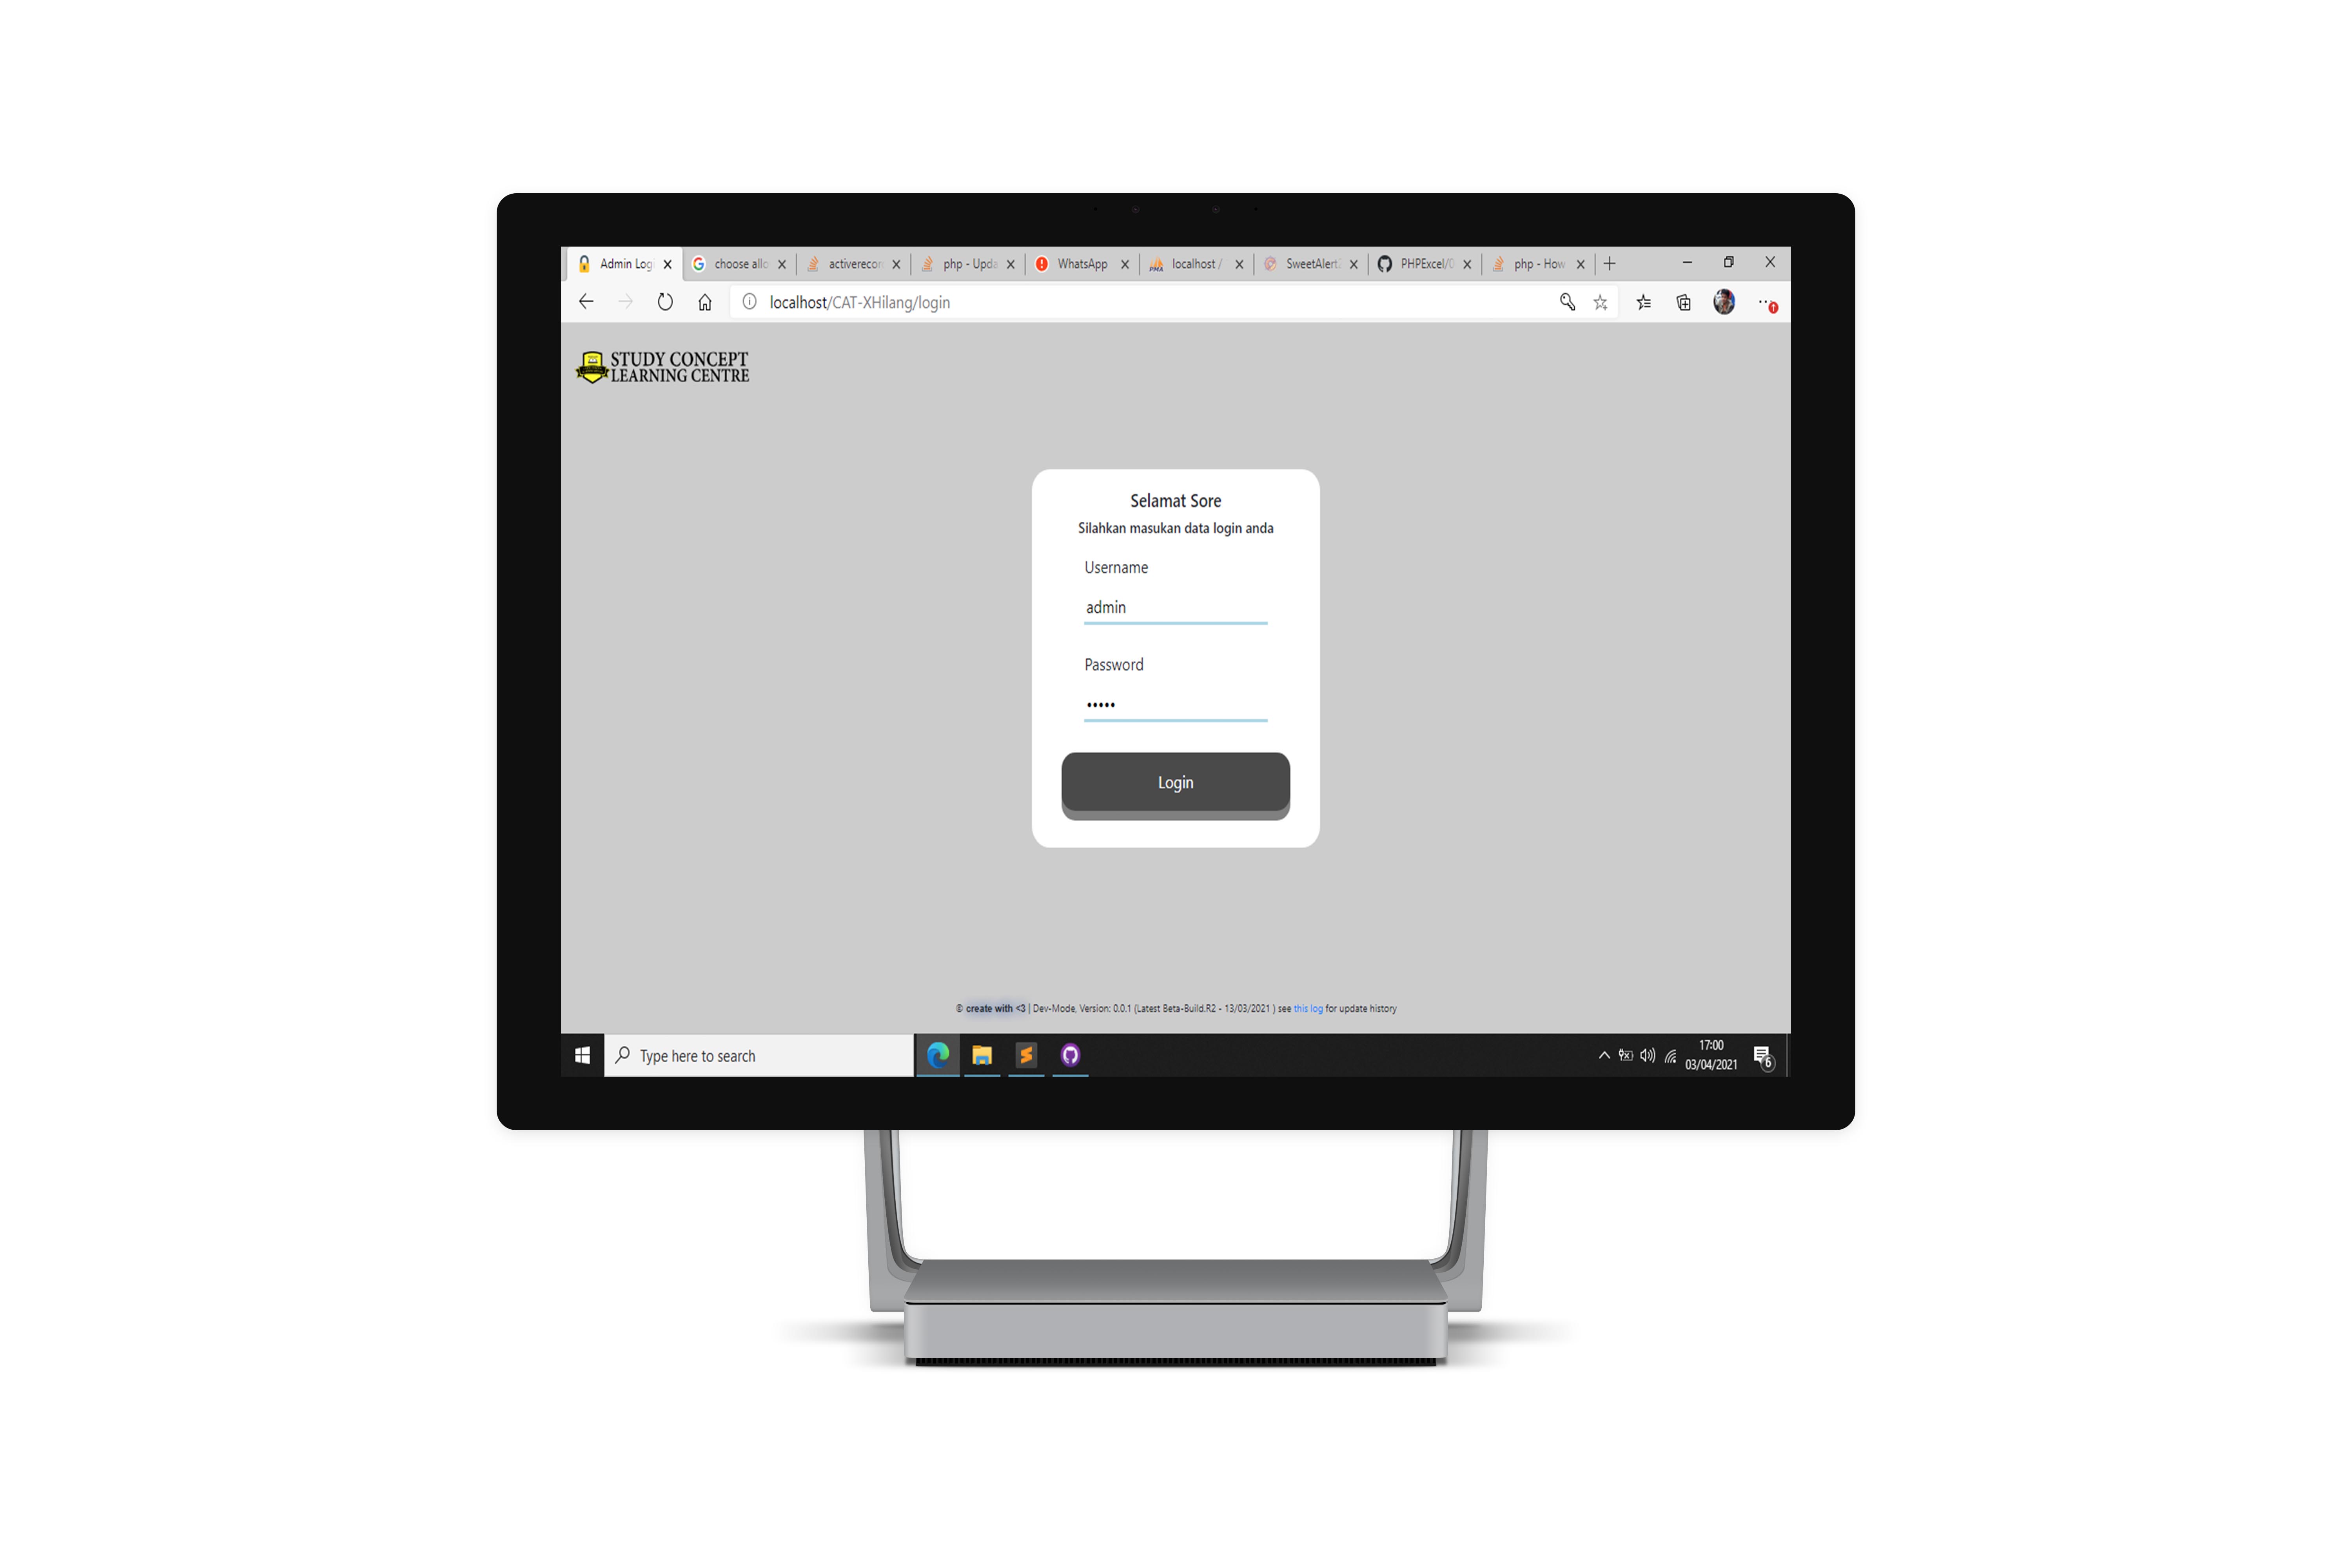 Admin Log
choose allo
activerecor
php - Upda
WhatsApp
localhost /
SweetAlert
PHPExcel/
php - How
localhost/CAT-XHilang/login
STUDY CONCEPT
LEARNING CENTRE
Selamat Sore
Silahkan masukan data login anda
Username
admin
Password
•••••
Login
© create with <3 | Dev-Mode, Version: 0.0.1 (Latest Beta-Build.R2 - 13/03/2021 ) see this log for update history
Type here to search
17:00
03/04/2021
6